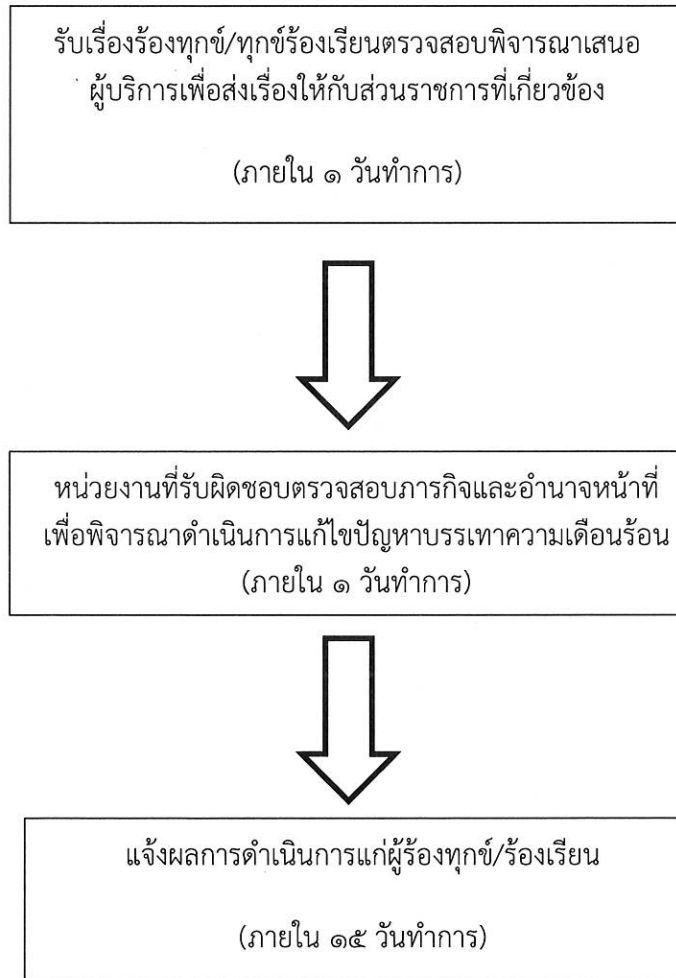 รับเรื่องร้องทุกข์/ทุกข์ร้องเรียนตรวจสอบพิจารณาเสนอ
ผู้บริการเพื่อส่งเรื่องให้กับส่วนราชการที่เกี่ยวข้อง
(ภายใน ๑ วันทำการ)
หน่วยงานที่รับผิดชอบตรวจสอบภารกิจและอำนาจหน้าที่
เพื่อพิจารณาดำเนินการแก้ไขปัญหาบรรเทาความเดือนร้อน
(ภายใน ๑ วันทำการ)
แจ้งผลการดำเนินการแก่ผู้ร้องทุกข์/ร้องเรียน
(ภายใน ๑๕ วันทำการ)